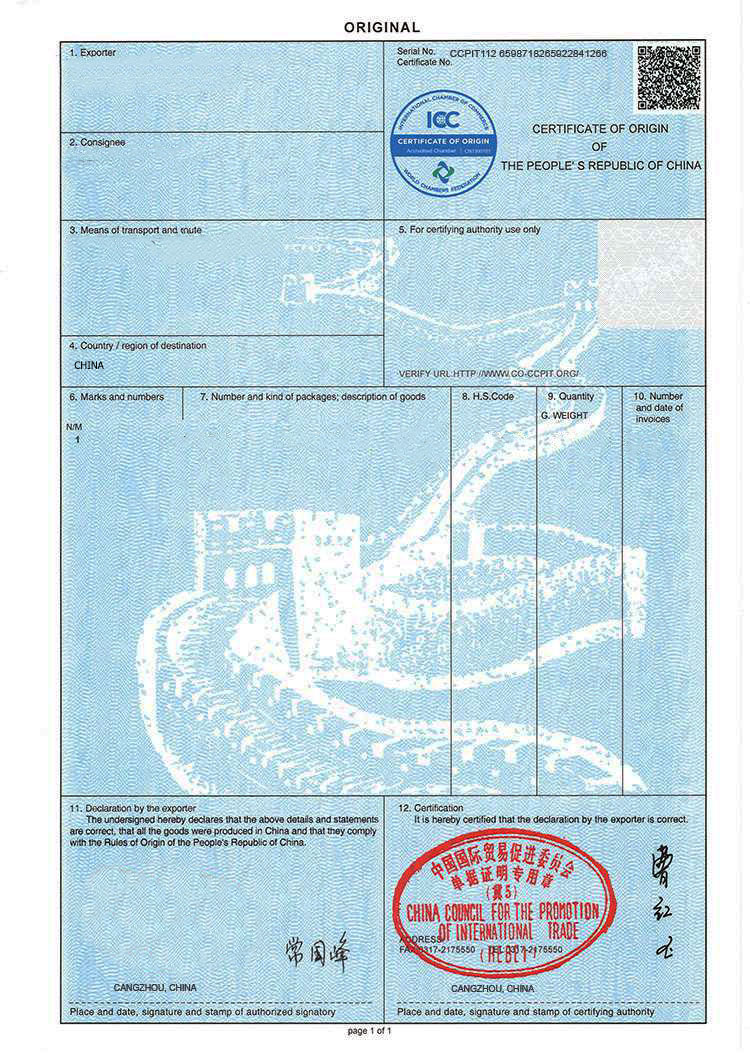 ORIGINAL
1. Exporter
Serial No. CCPIT112 6598718265922841266
Certificate No.
INTERNATIONAL CHAMBER OF COMMERCE
ICC
CERTIFICATE OF ORIGIN
Accredited Chamber
WORLD CHAMBERS FEDERATION
CERTIFICATE OF ORIGIN
OF
THE PEOPLE'S REPUBLIC OF CHINA
2. Consignee
3. Means of transport and route
5. For certifying authority use only
4. Country / region of destination
CHINA
VERIFY URL:HTTP://WWW.CO-CCPIT.ORG/
6. Marks and numbers
7. Number and kind of packages; description of goods
8. H.S.Code
9. Quantity
G. WEIGHT
10. Number
and date of
invoices
N/M
1
11. Declaration by the exporter
The undersigned hereby declares that the above details and statements
are correct, that all the goods were produced in China and that they comply
with the Rules of Origin of the People's Republic of China.
常国峰
CANGZHOU, CHINA
Place and date, signature and stamp of authorized signatory
12. Certification
It is hereby certified that the declaration by the exporter is correct.
中国国际贸易促进委员会
单据证明专用章
(冀5)
CHINA COUNCIL FOR THE PROMOTION
OF INTERNATIONAL TRADE
(HEBEI)
ADDRESS:
FAX:0317-2175550 TEL:0317-2175550
CANGZHOU, CHINA
Place and date, signature and stamp of certifying authority
page 1 of 1